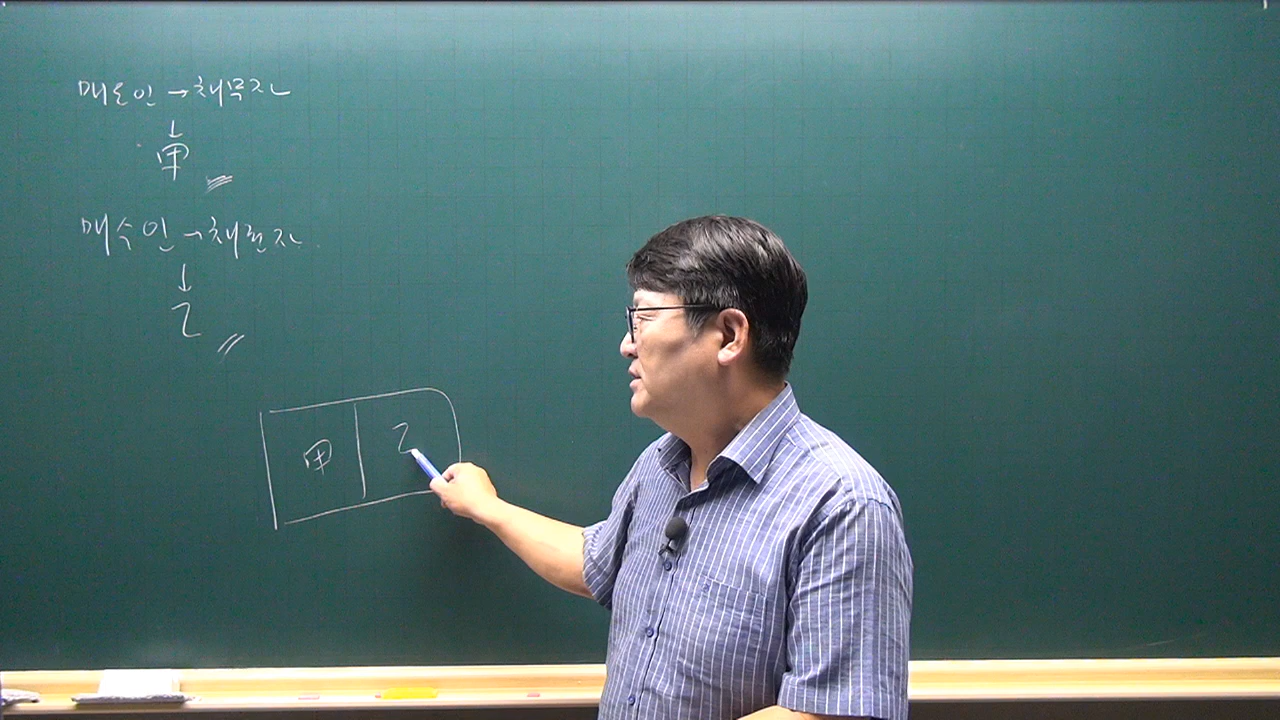 매도인 → 채무자
↓
甲
매수인 → 채권자
↓
乙
甲 乙